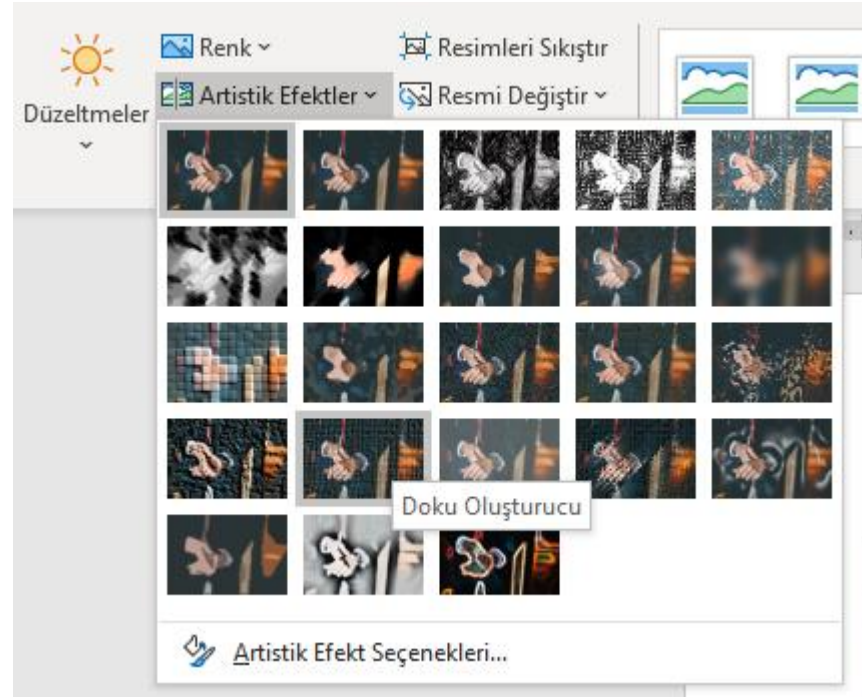 Renk
Resimleri Sıkıştır
Düzeltmeler
Artistik Efektler
Resmi Değiştir
Doku Oluşturucu
Artistik Efekt Seçenekleri...